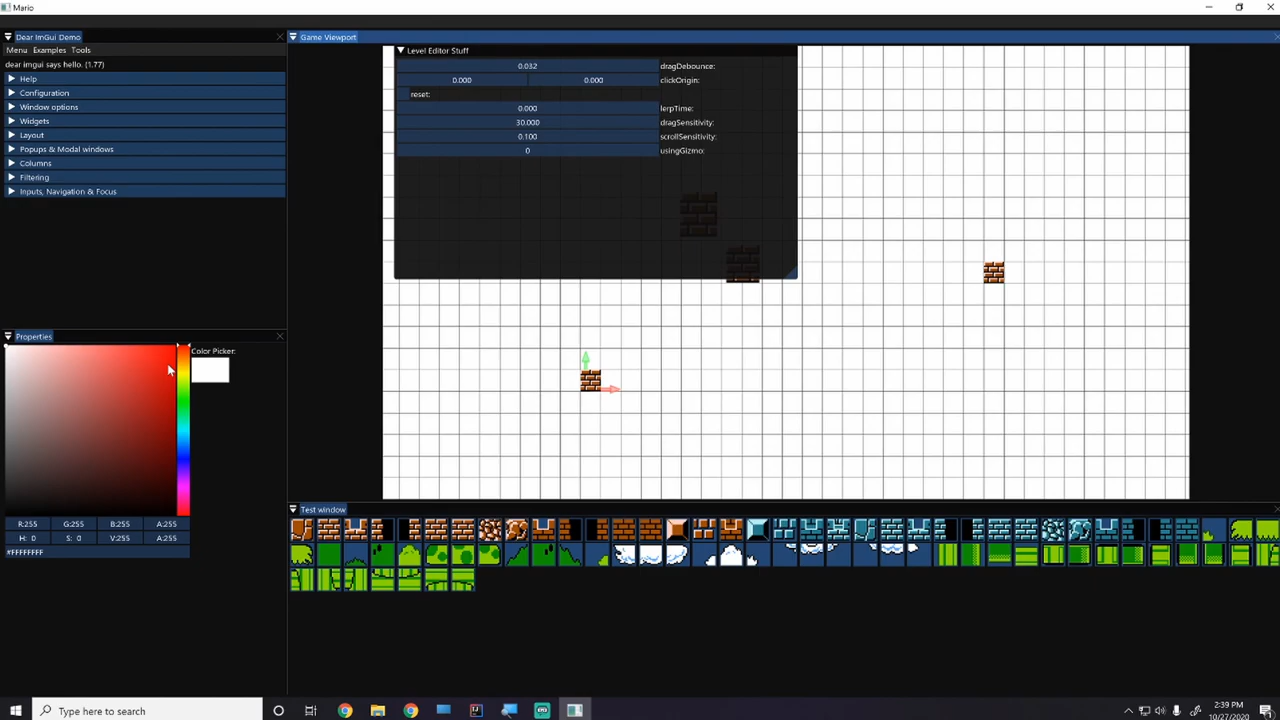 Mario
Dear ImGui Demo
Menu Examples Tools
dear imgui says hello. (1.77)
Help
Configuration
Window options
Widgets
Layout
Popups & Modal windows
Columns
Filtering
Inputs, Navigation & Focus
Game Viewport
Level Editor Stuff
0.032 dragDebounce:
0.000 0.000 clickOrigin:
reset:
0.000 lerpTime:
30.000 dragSensitivity:
0.100 scrollSensitivity:
0 usingGizmo:
Properties
Color Picker:
R:255 G:255 B:255 A:255
H: 0 S: 0 V:255 A:255
#FFFFFFFF
Test window
Type here to search
2:39 PM
10/27/2020